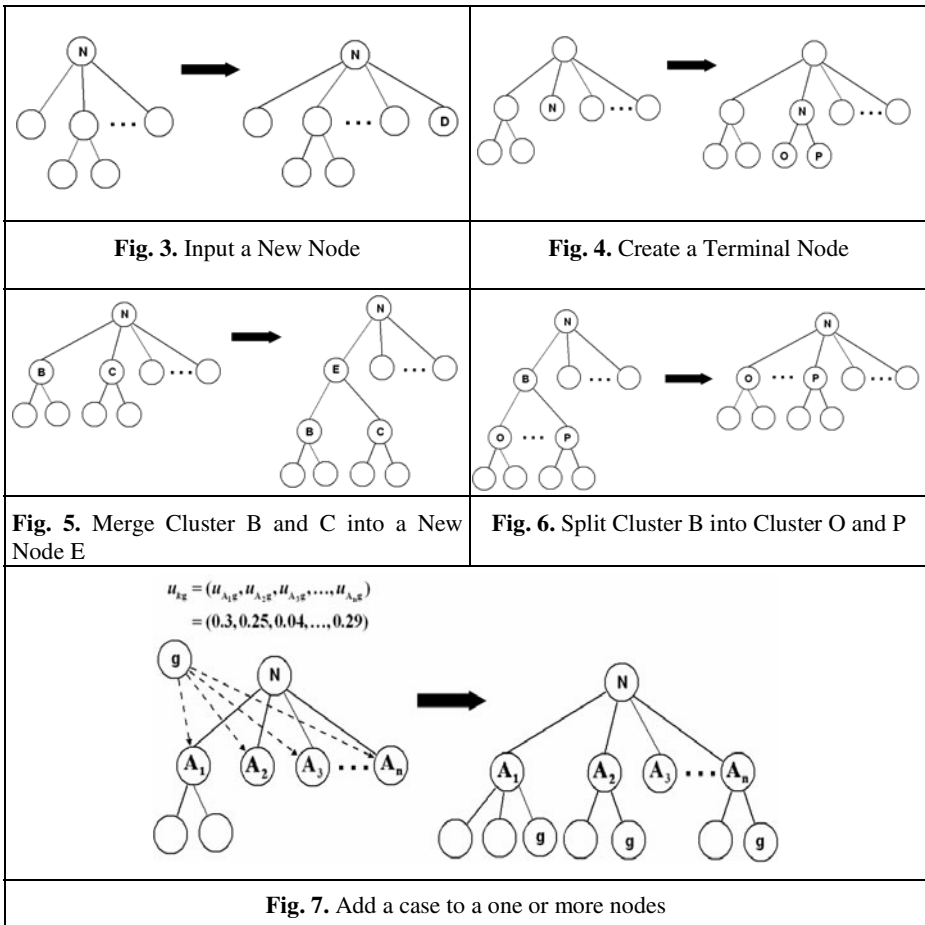 N N
... ... D
N N
... O P ...
Fig. 3. Input a New Node
Fig. 4. Create a Terminal Node
N N
B C ... E ...
B C
N N
B ... O ... P ...
O ... P
Fig. 5. Merge Cluster B and C into a New
Node E
Fig. 6. Split Cluster B into Cluster O and P
u_kg = (u_A₁g, u_A₂g, u_A₃g, ..., u_Aₙg)
= (0.3, 0.25, 0.04, ..., 0.29)
g N N
A₁ A₂ A₃ ... Aₙ A₁ A₂ A₃ ... Aₙ
g g g
Fig. 7. Add a case to a one or more nodes